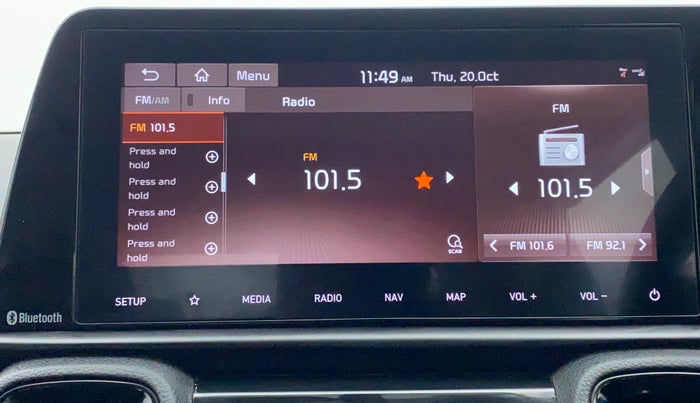 Menu
11:49 AM Thu, 20.Oct
FM/AM Info Radio
FM 101.5
Press and
hold
Press and
hold
Press and
hold
Press and
hold
FM
101.5
SCAN
FM
101.5
FM 101.6 FM 92.1
SETUP MEDIA RADIO NAV MAP VOL + VOL −
Bluetooth